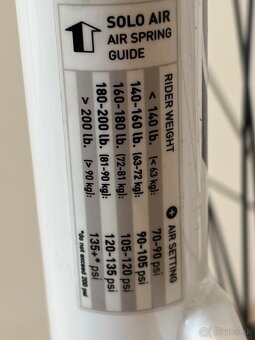 SOLO AIR
AIR SPRING
GUIDE
RIDER WEIGHT
+ AIR SETTING
< 140 lb. (< 63 kg): 70-90 psi
140-160 lb. (63-72 kg): 90-105 psi
160-180 lb. (72-81 kg): 105-120 psi
180-200 lb. (81-90 kg): 120-135 psi
> 200 lb. (> 90 kg): 135+* psi
*do not exceed 200 psi